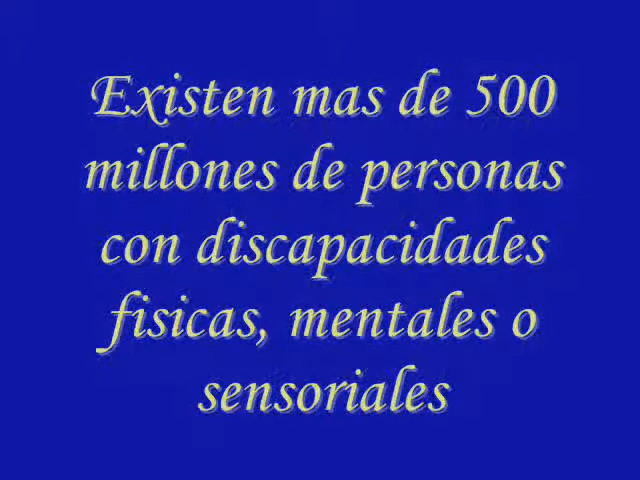 Existen mas de 500
millones de personas
con discapacidades
fisicas, mentales o
sensoriales